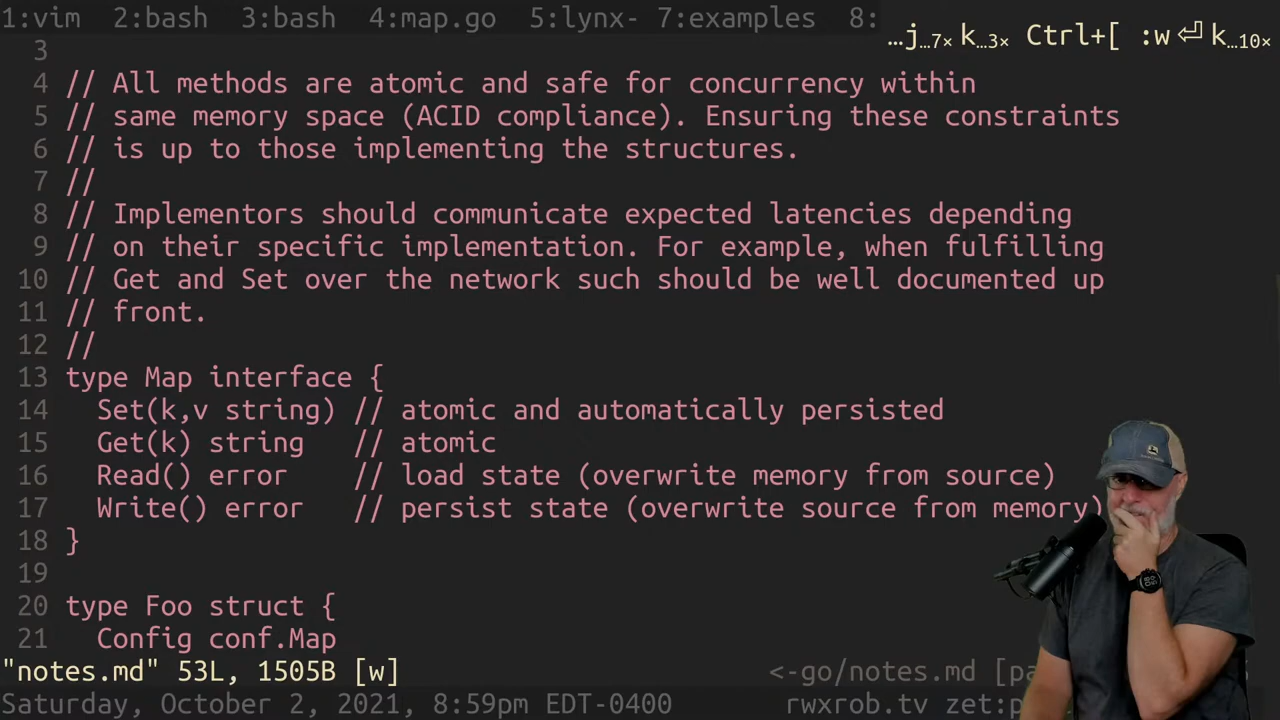 1:vim 2:bash 3:bash 4:map.go 5:lynx- 7:examples 8:
…j…7× k…3× Ctrl+[ :w⏎ k…10×
3
4 // All methods are atomic and safe for concurrency within
5 // same memory space (ACID compliance). Ensuring these constraints
6 // is up to those implementing the structures.
7 //
8 // Implementors should communicate expected latencies depending
9 // on their specific implementation. For example, when fulfilling
10 // Get and Set over the network such should be well documented up
11 // front.
12 //
13 type Map interface {
14 Set(k,v string) // atomic and automatically persisted
15 Get(k) string // atomic
16 Read() error // load state (overwrite memory from source)
17 Write() error // persist state (overwrite source from memory)
18 }
19
20 type Foo struct {
21 Config conf.Map
"notes.md" 53L, 1505B [w] <-go/notes.md [pa
Saturday, October 2, 2021, 8:59pm EDT-0400 rwxrob.tv zet:p